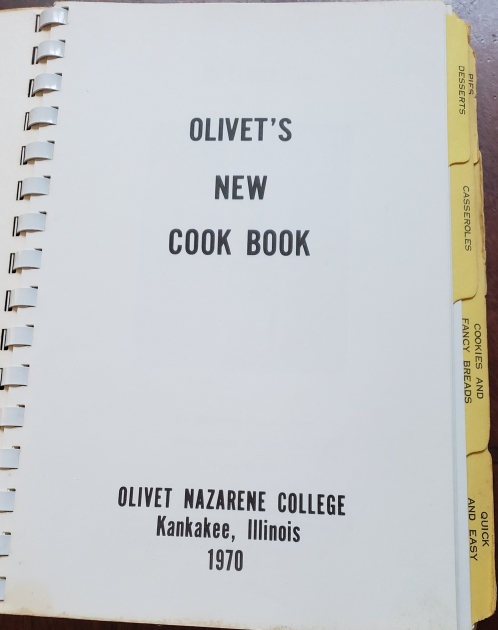 OLIVET'S
NEW
COOK BOOK
OLIVET NAZARENE COLLEGE
Kankakee, Illinois
1970
PIES
DESSERTS
CASSEROLES
COOKIES AND
FANCY BREADS
QUICK
AND EASY